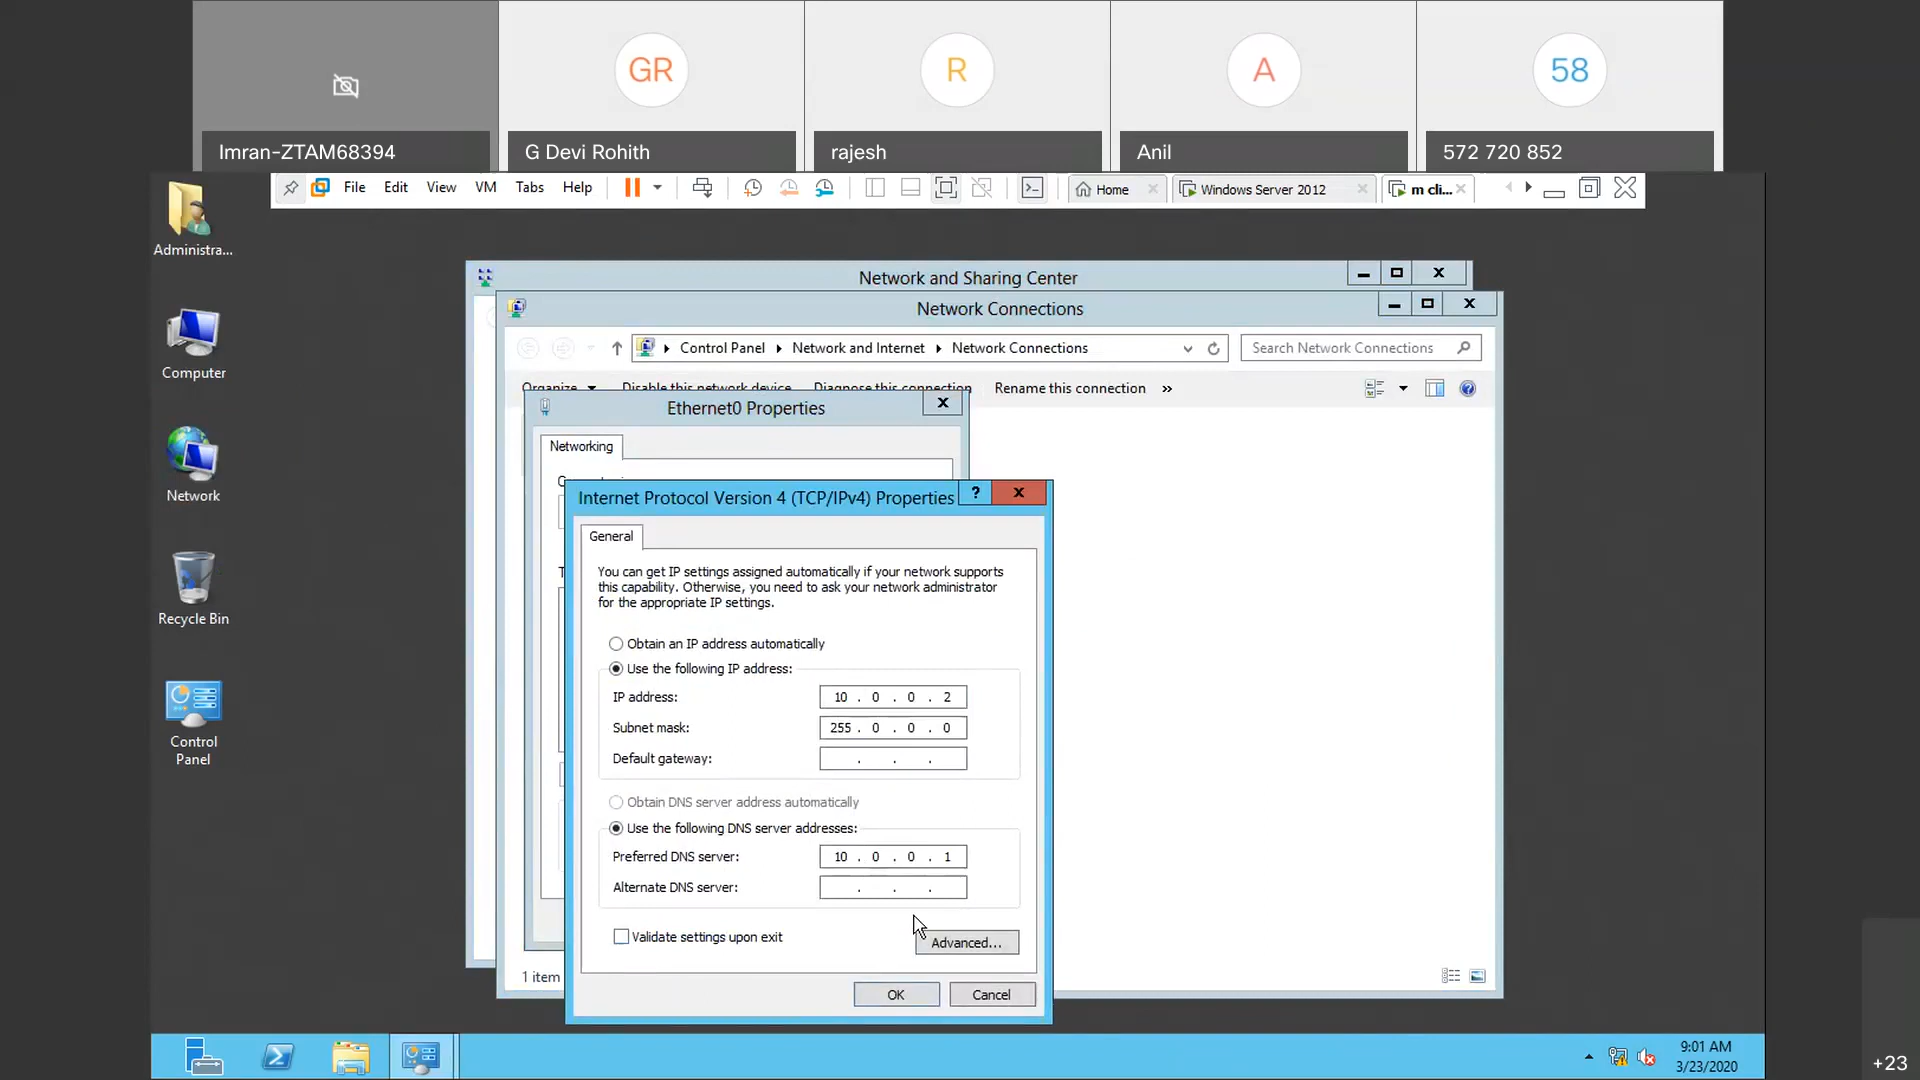 GR
R
A
58
Imran-ZTAM68394
G Devi Rohith
rajesh
Anil
572 720 852
File Edit View VM Tabs Help
Home
Windows Server 2012
m cli...
Administra...
Computer
Network
Recycle Bin
Control
Panel
Network and Sharing Center
Network Connections
Control Panel
Network and Internet
Network Connections
Search Network Connections
Organize
Disable this network device
Diagnose this connection
Rename this connection
»
Ethernet0 Properties
Networking
Internet Protocol Version 4 (TCP/IPv4) Properties
?
General
You can get IP settings assigned automatically if your network supports
this capability. Otherwise, you need to ask your network administrator
for the appropriate IP settings.
Obtain an IP address automatically
Use the following IP address:
IP address: 10 . 0 . 0 . 2
Subnet mask: 255 . 0 . 0 . 0
Default gateway: . . .
Obtain DNS server address automatically
Use the following DNS server addresses:
Preferred DNS server: 10 . 0 . 0 . 1
Alternate DNS server: . . .
Validate settings upon exit
Advanced...
OK
Cancel
1 item
9:01 AM
3/23/2020
+23